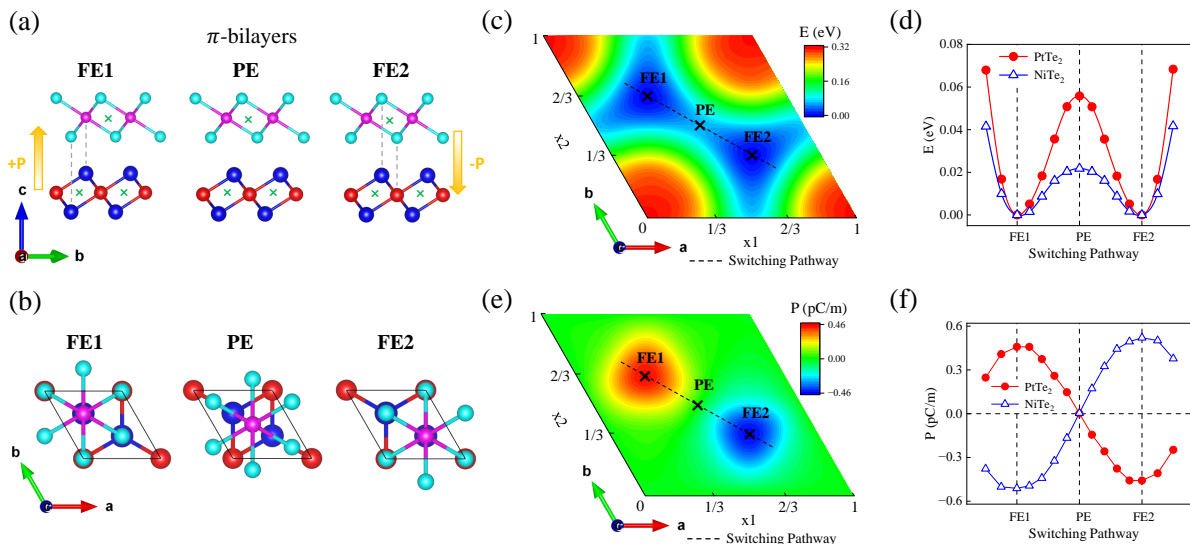 (a)
π-bilayers
FE1 PE FE2
+P
-P
c
a
b
(b)
FE1 PE FE2
b
c
a
(c)
E (eV)
0.32
0.16
0.00
1
2/3
1/3
0
x2
FE1
PE
FE2
1/3 2/3 1
x1
b
c
a
Switching Pathway
(d)
0.08
0.06
0.04
0.02
0.00
E (eV)
PtTe₂
NiTe₂
FE1 PE FE2
Switching Pathway
(e)
P (pC/m)
0.46
0.00
−0.46
1
2/3
1/3
0
x2
FE1
PE
FE2
1/3 2/3 1
x1
b
c
a
Switching Pathway
(f)
0.6
0.3
0.0
−0.3
−0.6
P (pC/m)
PtTe₂
NiTe₂
FE1 PE FE2
Switching Pathway